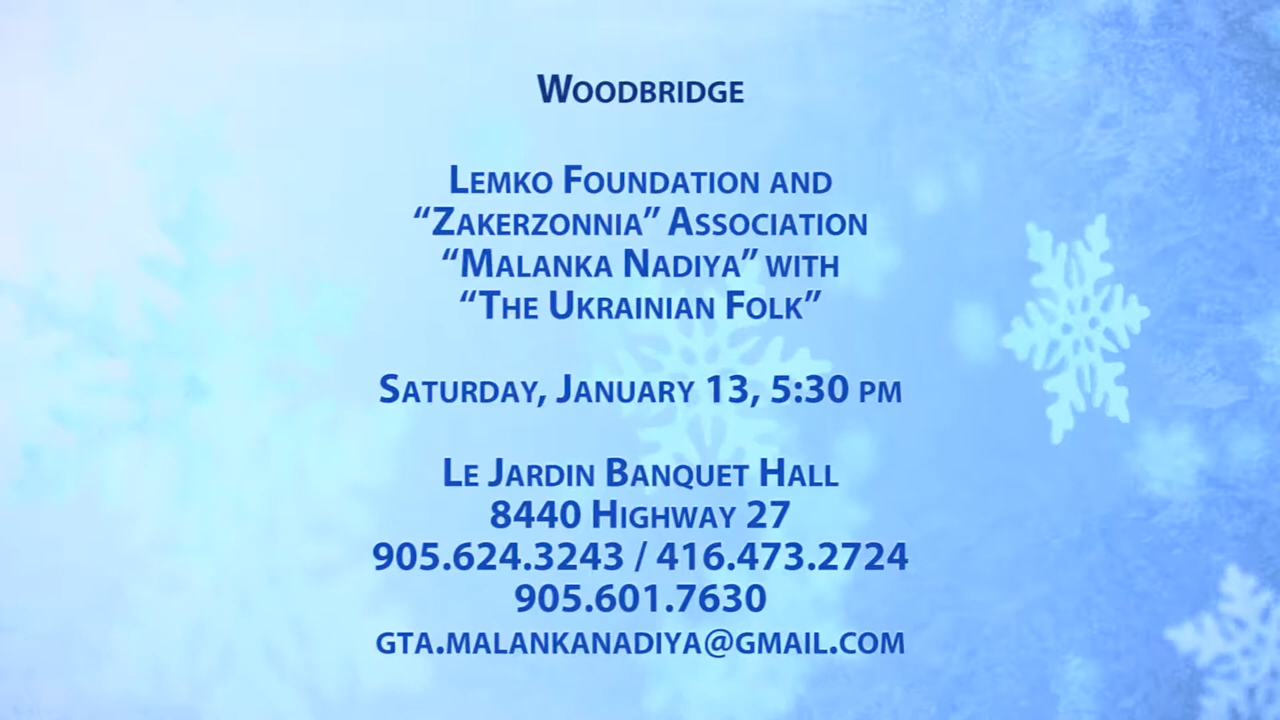 Woodbridge
Lemko Foundation and
“Zakerzonnia” Association
“Malanka Nadiya” with
“The Ukrainian Folk”
Saturday, January 13, 5:30 pm
Le Jardin Banquet Hall
8440 Highway 27
905.624.3243 / 416.473.2724
905.601.7630
gta.malankanadiya@gmail.com